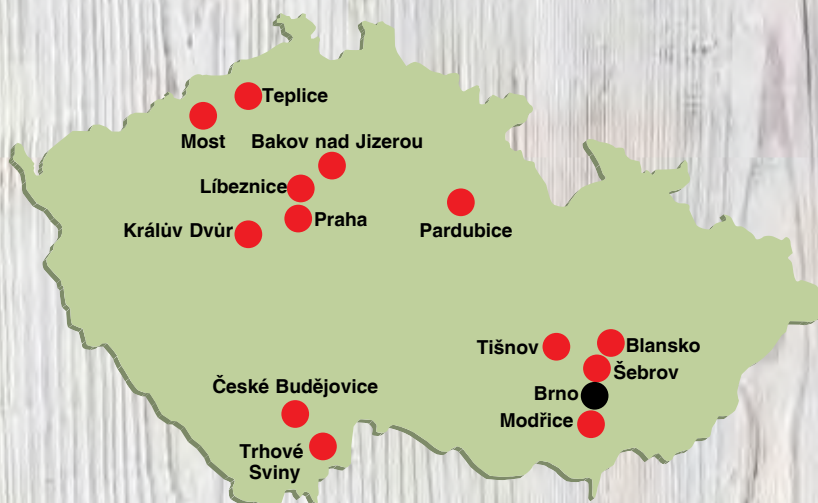 Teplice
Most
Bakov nad Jizerou
Líbeznice
Praha
Králův Dvůr
Pardubice
Tišnov
Blansko
Šebrov
České Budějovice
Brno
Modřice
Trhové
Sviny